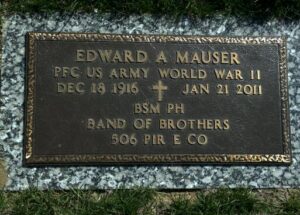 EDWARD A MAUSER
PFC US ARMY WORLD WAR II
DEC 18 1916 JAN 21 2011
BSM PH
BAND OF BROTHERS
506 PIR E CO